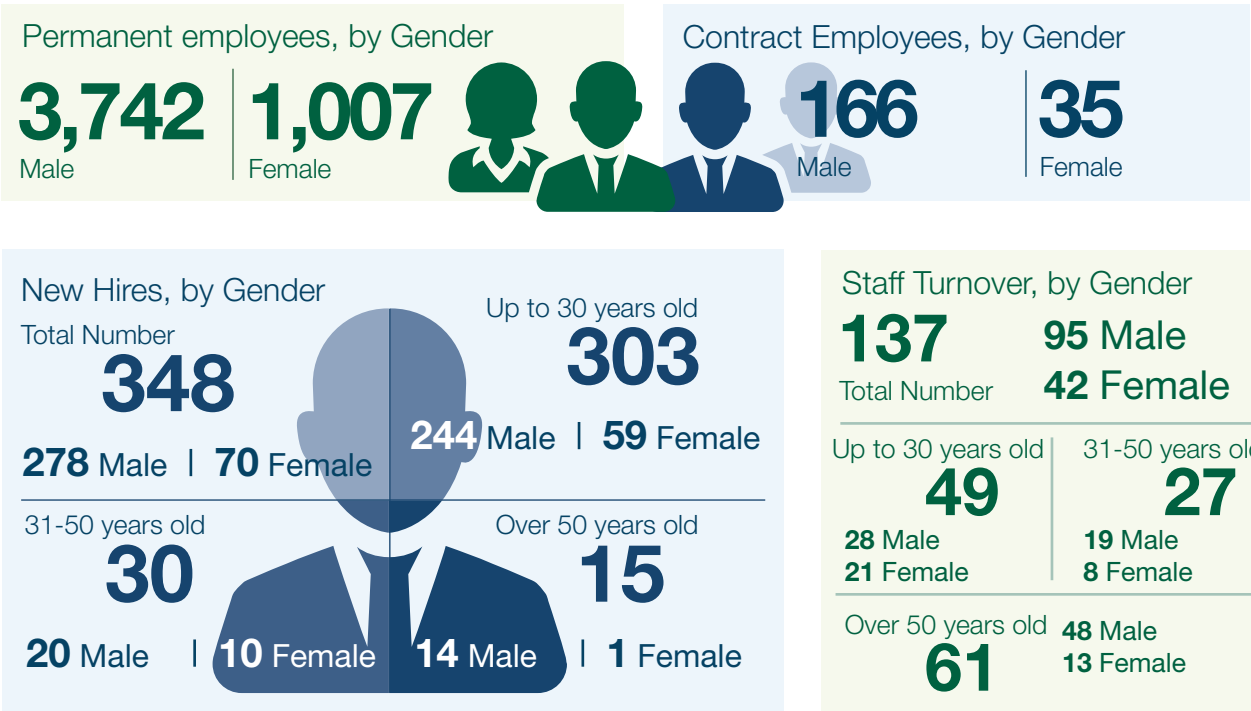 Permanent employees, by Gender
3,742
Male
1,007
Female
Contract Employees, by Gender
166
Male
35
Female
New Hires, by Gender
Total Number
348
278 Male | 70 Female
Up to 30 years old
303
244 Male | 59 Female
31-50 years old
30
20 Male | 10 Female
Over 50 years old
15
14 Male | 1 Female
Staff Turnover, by Gender
137
Total Number
95 Male
42 Female
Up to 30 years old
49
28 Male
21 Female
31-50 years ol
27
19 Male
8 Female
Over 50 years old
61
48 Male
13 Female